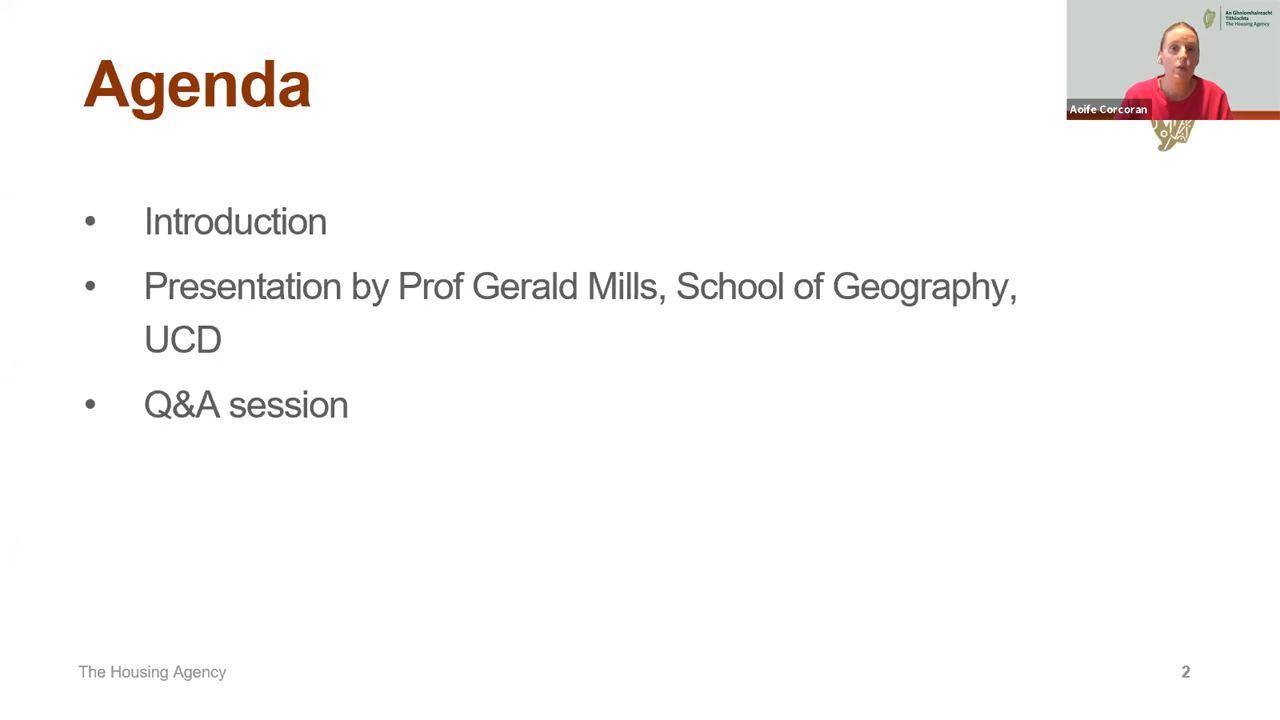 Agenda
An Ghníomhaireacht
Tithíochta
The Housing Agency
Aoife Corcoran
• Introduction
• Presentation by Prof Gerald Mills, School of Geography,
UCD
• Q&A session
The Housing Agency
2